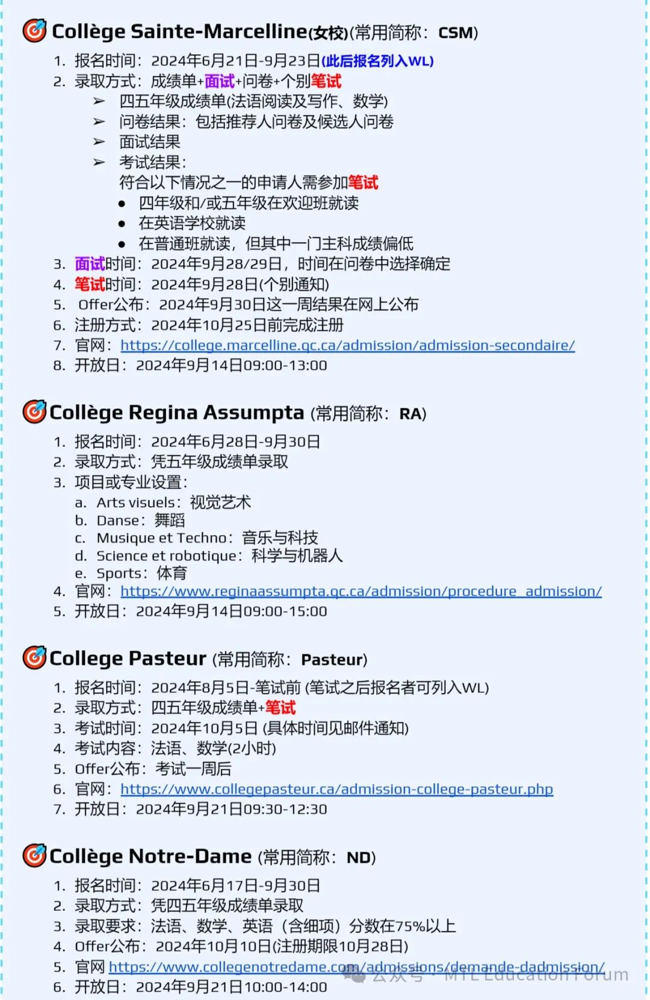 Collège Sainte-Marcelline(女校)(常用简称：CSM)
1. 报名时间：2024年6月21日-9月23日(此后报名列入WL)
2. 录取方式：成绩单+面试+问卷+个别笔试
➢ 四五年级成绩单(法语阅读及写作、数学)
➢ 问卷结果：包括推荐人问卷及候选人问卷
➢ 面试结果
➢ 考试结果：
符合以下情况之一的申请人需参加笔试
● 四年级和/或五年级在欢迎班就读
● 在英语学校就读
● 在普通班就读，但其中一门主科成绩偏低
3. 面试时间：2024年9月28/29日，时间在问卷中选择确定
4. 笔试时间：2024年9月28日(个别通知)
5. Offer公布：2024年9月30日这一周结果在网上公布
6. 注册方式：2024年10月25日前完成注册
7. 官网：https://college.marcelline.qc.ca/admission/admission-secondaire/
8. 开放日：2024年9月14日09:00-13:00
Collège Regina Assumpta (常用简称：RA)
1. 报名时间：2024年6月28日-9月30日
2. 录取方式：凭五年级成绩单录取
3. 项目或专业设置：
a. Arts visuels：视觉艺术
b. Danse：舞蹈
c. Musique et Techno：音乐与科技
d. Science et robotique：科学与机器人
e. Sports：体育
4. 官网：https://www.reginaassumpta.qc.ca/admission/procedure_admission/
5. 开放日：2024年9月14日09:00-15:00
College Pasteur (常用简称：Pasteur)
1. 报名时间：2024年8月5日-笔试前 (笔试之后报名者可列入WL)
2. 录取方式：四五年级成绩单+笔试
3. 考试时间：2024年10月5日 (具体时间见邮件通知)
4. 考试内容：法语、数学(2小时)
5. Offer公布：考试一周后
6. 官网：https://www.collegepasteur.ca/admission-college-pasteur.php
7. 开放日：2024年9月21日09:30-12:30
Collège Notre-Dame (常用简称：ND)
1. 报名时间：2024年6月17日-9月30日
2. 录取方式：凭四五年级成绩单录取
3. 录取要求：法语、数学、英语（含细项）分数在75%以上
4. Offer公布：2024年10月10日(注册期限10月28日)
5. 官网 https://www.collegenotredame.com/admissions/demande-dadmission/
公众号 · MTL Education Forum
6. 开放日：2024年9月21日10:00-14:00